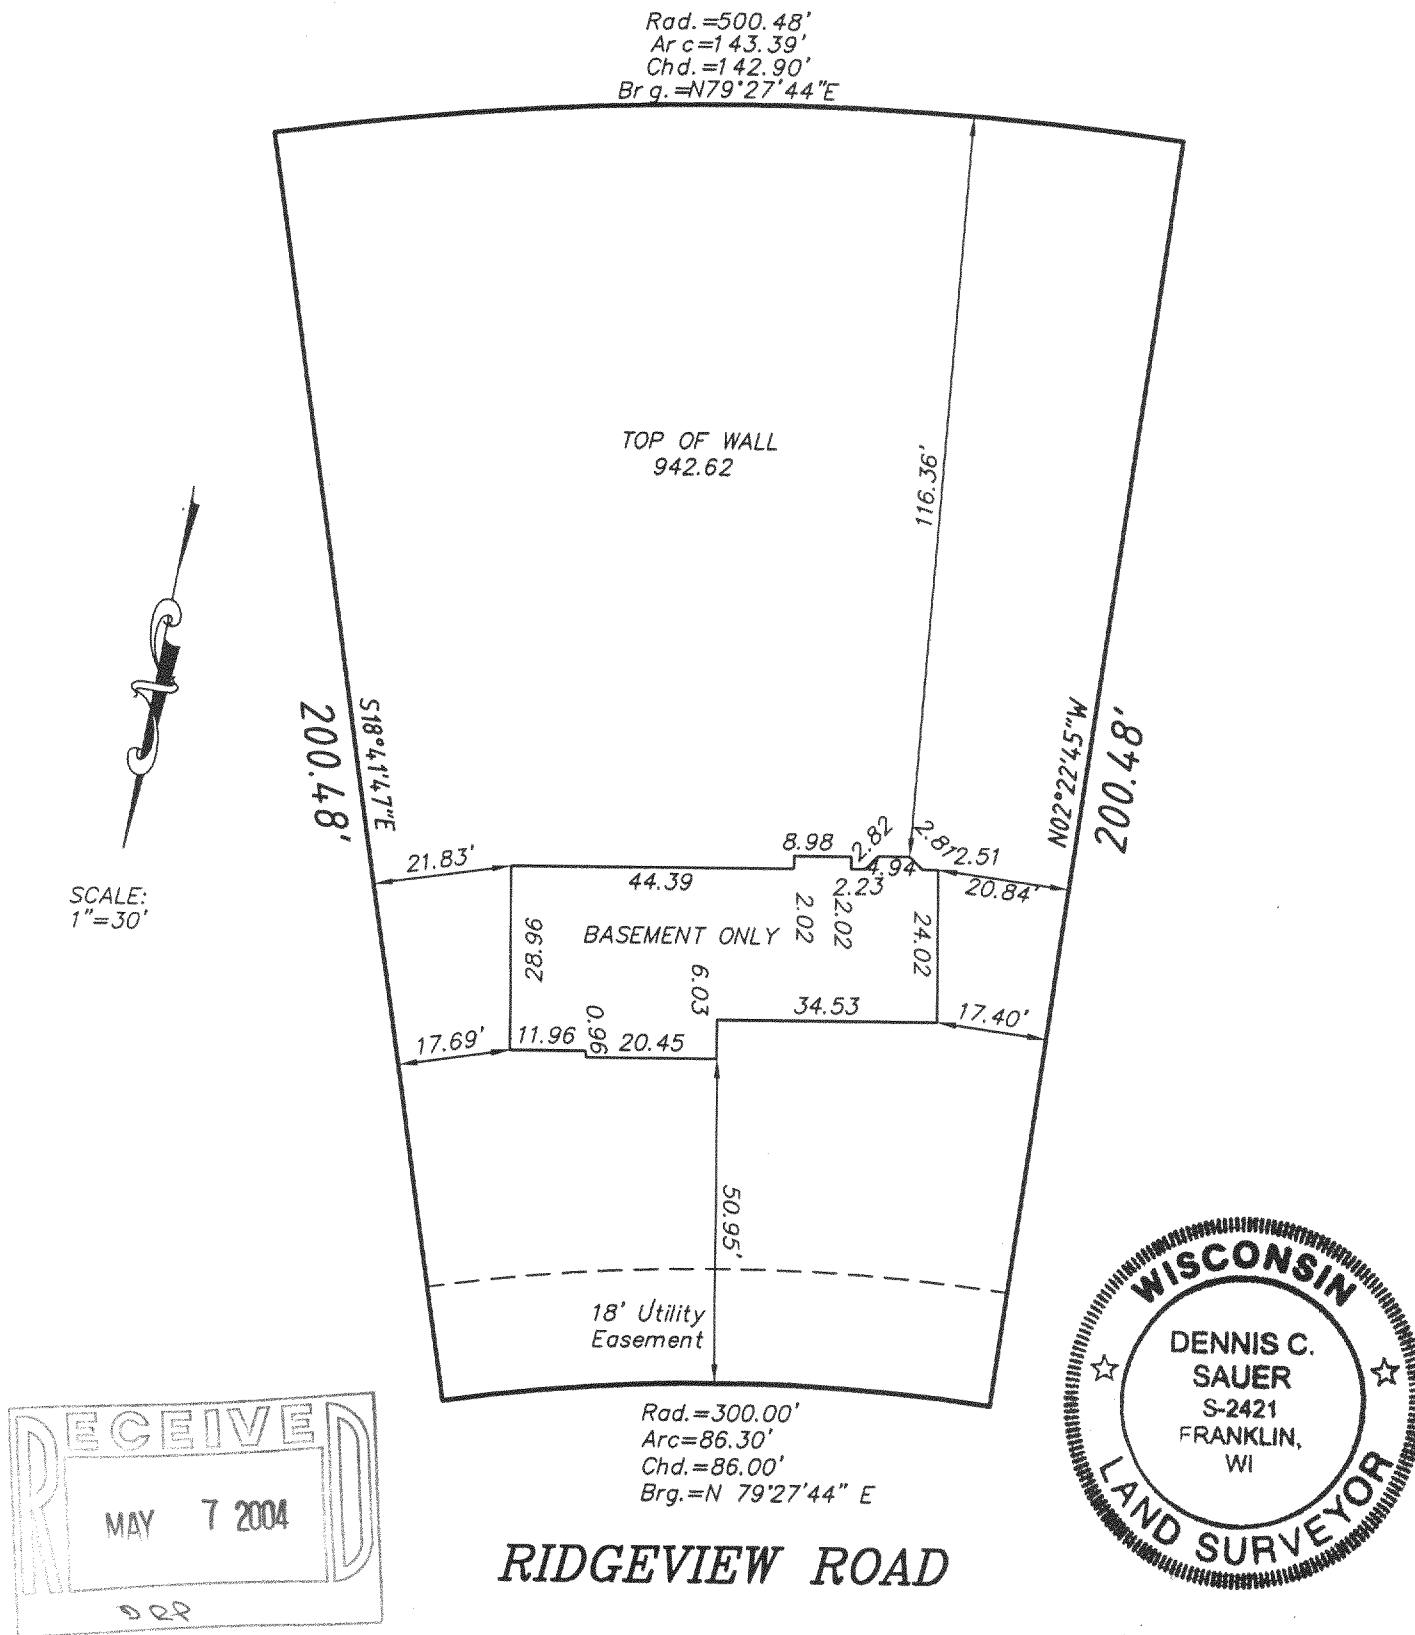 Rad.=500.48'
Arc=143.39'
Chd.=142.90'
Brg.=N79°27'44"E
TOP OF WALL
942.62
116.36'
S18°41'47"E
200.48'
N02°22'45"W
200.48'
SCALE:
1"=30'
21.83'
44.39
8.98
2.82
2.87
2.51
4.94
2.23
20.84'
2.02
2.02
24.02
28.96
BASEMENT ONLY
6.03
34.53
17.40'
17.69'
11.96
0.96
20.45
50.95'
18' Utility
Easement
Rad.=300.00'
Arc=86.30'
Chd.=86.00'
Brg.=N 79°27'44" E
RIDGEVIEW ROAD
RECEIVED
MAY 7 2004
WISCONSIN
DENNIS C.
SAUER
S-2421
FRANKLIN,
WI
LAND SURVEYOR